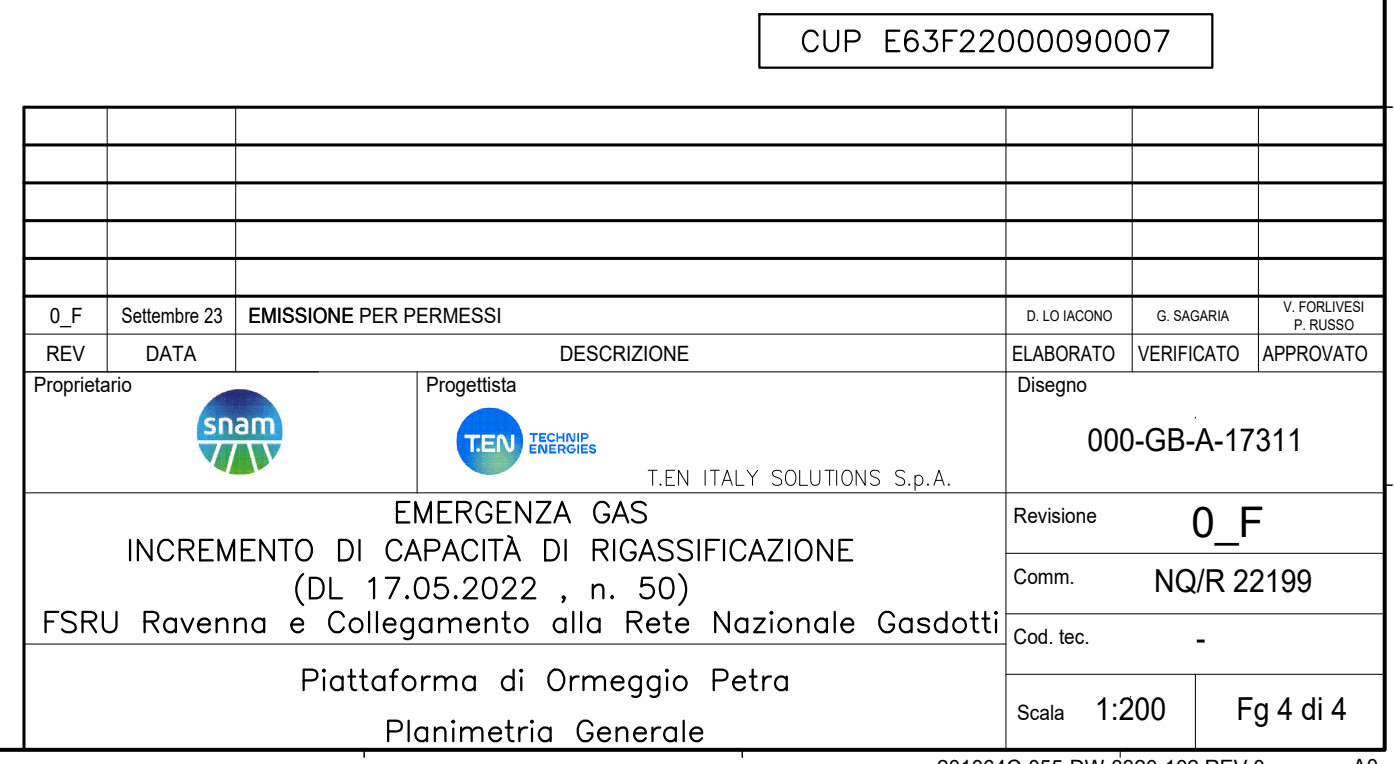 CUP E63F22000090007
0_F Settembre 23 EMISSIONE PER PERMESSI D. LO IACONO G. SAGARIA V. FORLIVESI
P. RUSSO
REV DATA DESCRIZIONE ELABORATO VERIFICATO APPROVATO
Proprietario
snam
Progettista
T.EN TECHNIP
ENERGIES
T.EN ITALY SOLUTIONS S.p.A.
Disegno
000-GB-A-17311
EMERGENZA GAS
INCREMENTO DI CAPACITÀ DI RIGASSIFICAZIONE
(DL 17.05.2022 , n. 50)
FSRU Ravenna e Collegamento alla Rete Nazionale Gasdotti
Revisione 0_F
Comm. NQ/R 22199
Cod. tec. -
Piattaforma di Ormeggio Petra
Planimetria Generale
Scala 1:200 Fg 4 di 4